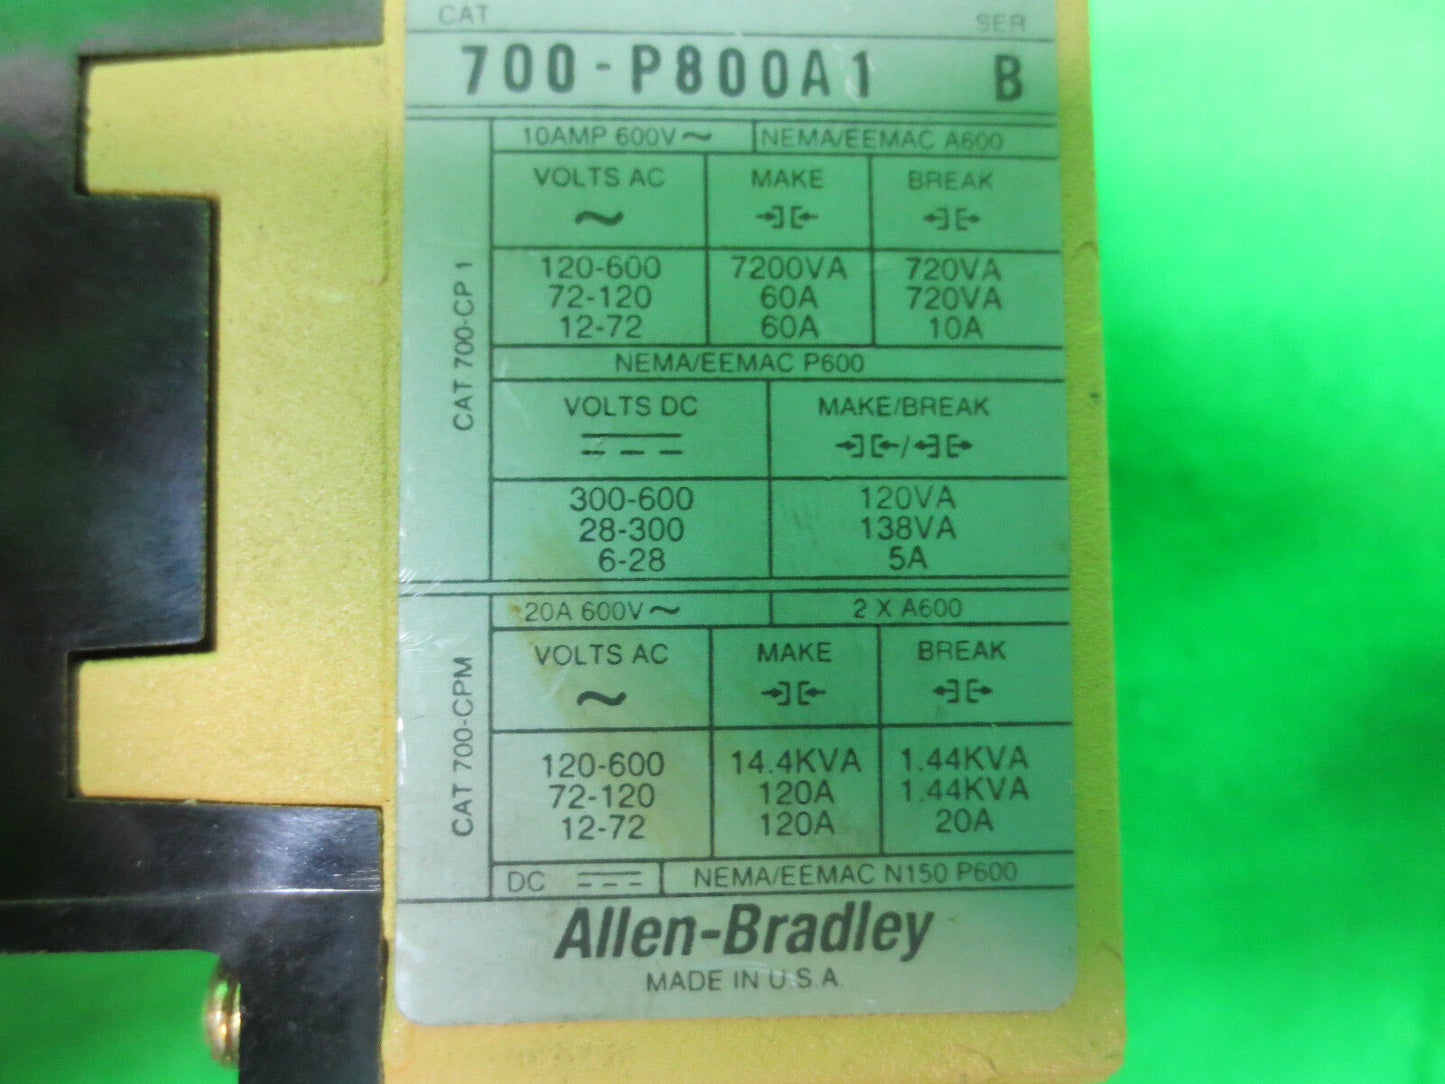 CAT SER
700-P800A1 B
CAT 700-CP1
10AMP 600V~ NEMA/EEMAC A600
VOLTS AC MAKE BREAK
~
120-600 7200VA 720VA
72-120 60A 720VA
12-72 60A 10A
NEMA/EEMAC P600
VOLTS DC MAKE/BREAK
300-600 120VA
28-300 138VA
6-28 5A
CAT 700-CPM
20A 600V~ 2 X A600
VOLTS AC MAKE BREAK
~
120-600 14.4KVA 1.44KVA
72-120 120A 1.44KVA
12-72 120A 20A
DC NEMA/EEMAC N150 P600
Allen-Bradley
MADE IN U.S.A.